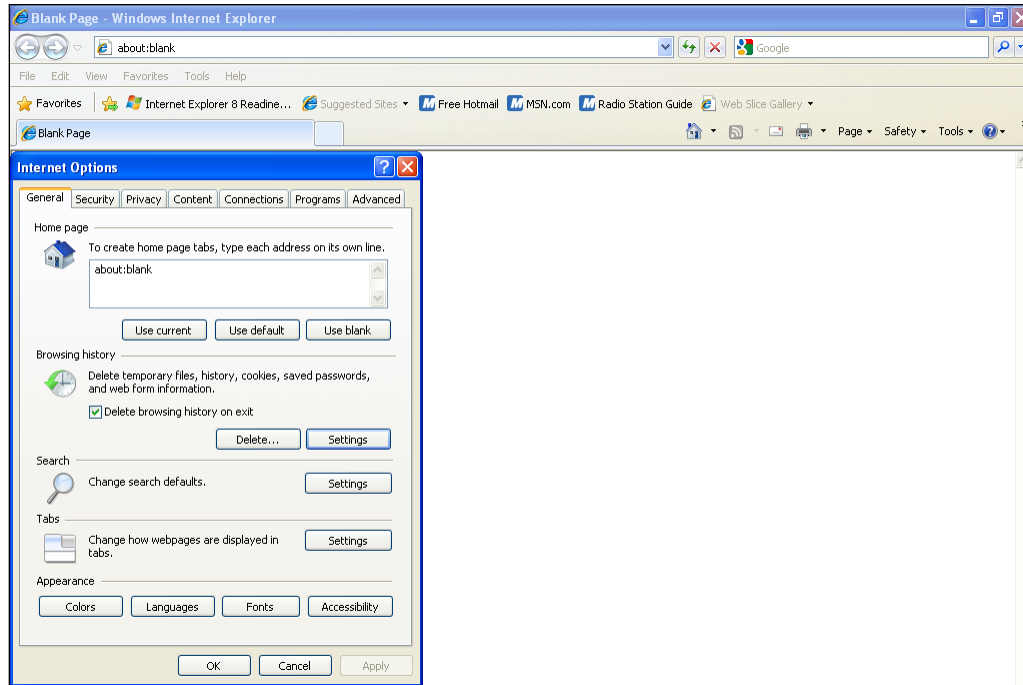 Blank Page - Windows Internet Explorer
about:blank
Google
File Edit View Favorites Tools Help
Favorites Internet Explorer 8 Readine... Suggested Sites Free Hotmail MSN.com Radio Station Guide Web Slice Gallery
Blank Page
Page Safety Tools
Internet Options
General Security Privacy Content Connections Programs Advanced
Home page
To create home page tabs, type each address on its own line.
about:blank
Use current Use default Use blank
Browsing history
Delete temporary files, history, cookies, saved passwords,
and web form information.
Delete browsing history on exit
Delete... Settings
Search
Change search defaults.
Settings
Tabs
Change how webpages are displayed in
tabs.
Settings
Appearance
Colors Languages Fonts Accessibility
OK Cancel Apply